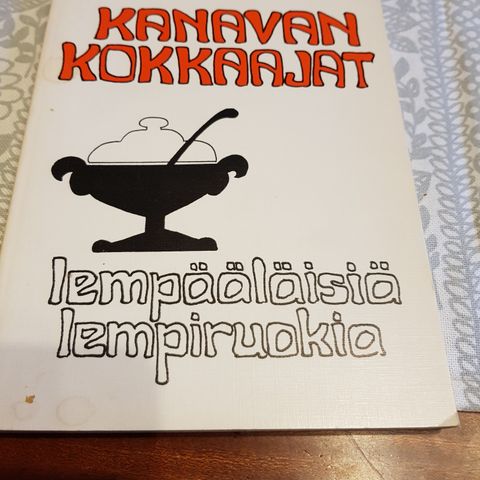 KANAVAN
KOKKAAJAT
lempääläisiä
lempiruokia